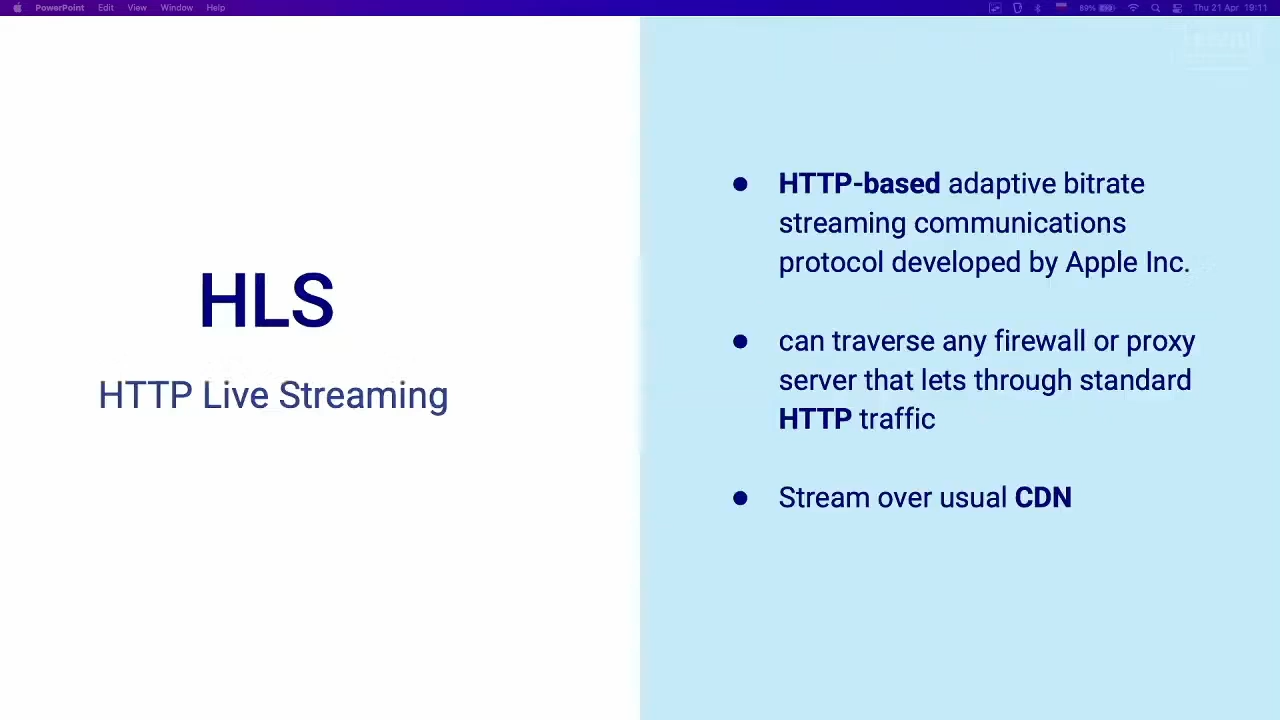 PowerPoint Edit View Window Help 89% Thu 21 Apr 19:11
HLS
HTTP Live Streaming
● HTTP-based adaptive bitrate
streaming communications
protocol developed by Apple Inc.
● can traverse any firewall or proxy
server that lets through standard
HTTP traffic
● Stream over usual CDN